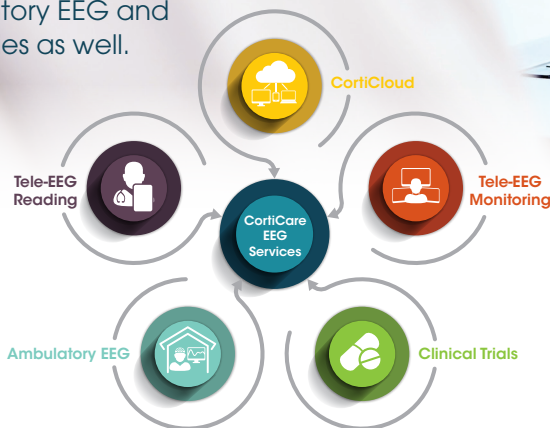 tory EEG and
es as well.
CortiCloud
Tele-EEG
Reading
Tele-EEG
Monitoring
CortiCare
EEG
Services
Ambulatory EEG
Clinical Trials